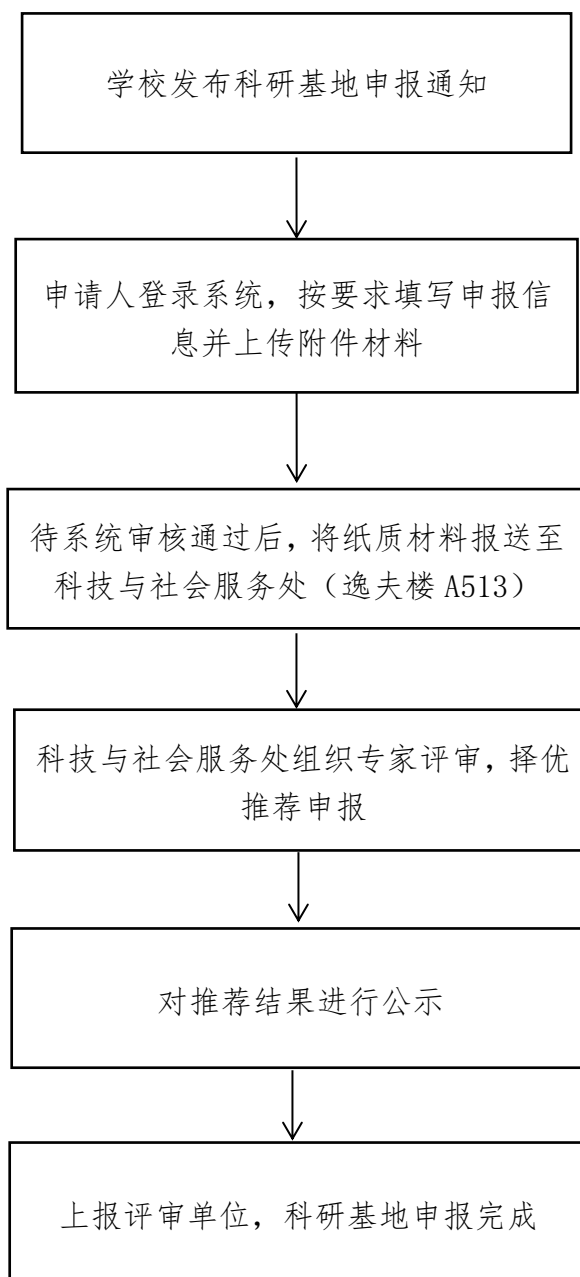 学校发布科研基地申报通知
申请人登录系统，按要求填写申报信
息并上传附件材料
待系统审核通过后，将纸质材料报送至
科技与社会服务处（逸夫楼 A513）
科技与社会服务处组织专家评审，择优
推荐申报
对推荐结果进行公示
上报评审单位，科研基地申报完成